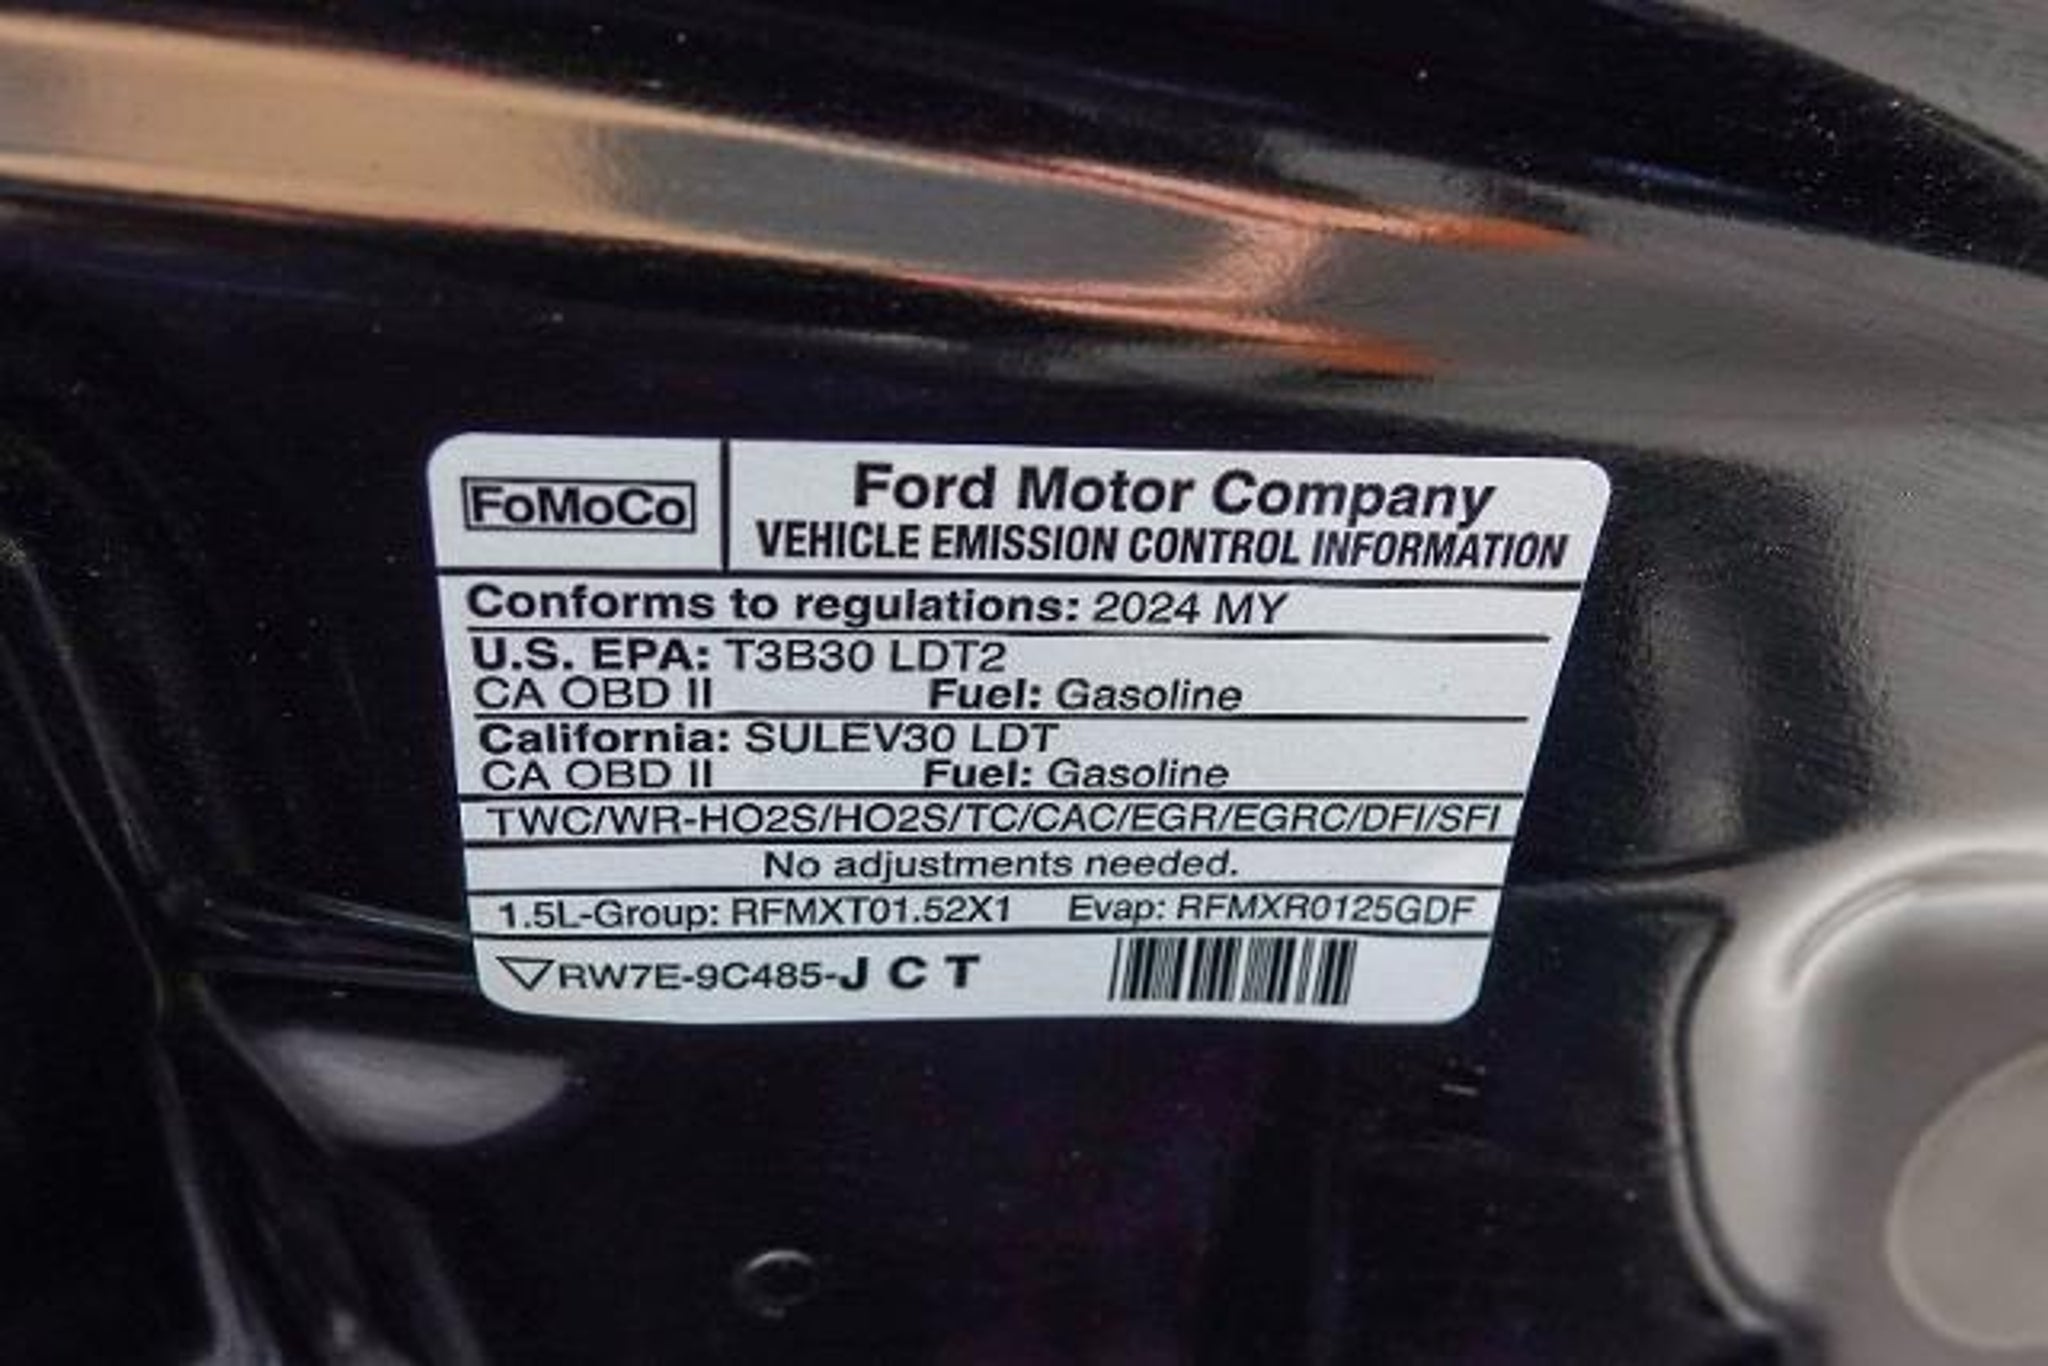 FoMoCo
Ford Motor Company
VEHICLE EMISSION CONTROL INFORMATION
Conforms to regulations: 2024 MY
U.S. EPA: T3B30 LDT2
CA OBD II Fuel: Gasoline
California: SULEV30 LDT
CA OBD II Fuel: Gasoline
TWC/WR-HO2S/HO2S/TC/CAC/EGR/EGRC/DFI/SFI
No adjustments needed.
1.5L-Group: RFMXT01.52X1 Evap: RFMXR0125GDF
RW7E-9C485-J C T